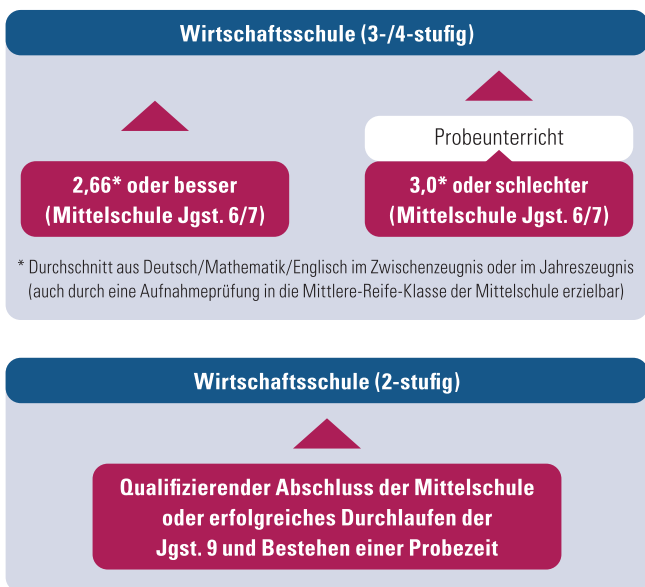 Wirtschaftsschule (3-/4-stufig)
Probeunterricht
2,66* oder besser
(Mittelschule Jgst. 6/7)
3,0* oder schlechter
(Mittelschule Jgst. 6/7)
* Durchschnitt aus Deutsch/Mathematik/Englisch im Zwischenzeugnis oder im Jahreszeugnis
(auch durch eine Aufnahmeprüfung in die Mittlere-Reife-Klasse der Mittelschule erzielbar)
Wirtschaftsschule (2-stufig)
Qualifizierender Abschluss der Mittelschule
oder erfolgreiches Durchlaufen der
Jgst. 9 und Bestehen einer Probezeit